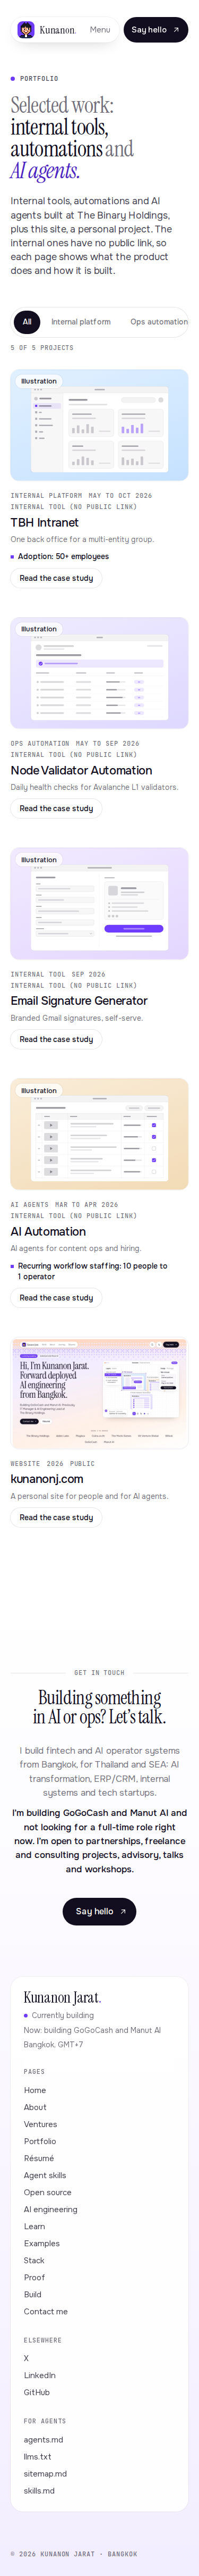 Kunanon.
Menu
Say hello
PORTFOLIO
Selected work:
internal tools,
automations and
AI agents.
Internal tools, automations and AI
agents built at The Binary Holdings,
plus this site, a personal project. The
internal ones have no public link, so
each page shows what the product
does and how it is built.
All
Internal platform
Ops automation
5 OF 5 PROJECTS
Illustration
INTERNAL PLATFORM MAY TO OCT 2026
INTERNAL TOOL (NO PUBLIC LINK)
TBH Intranet
One back office for a multi-entity group.
Adoption: 50+ employees
Read the case study
Illustration
OPS AUTOMATION MAY TO SEP 2026
INTERNAL TOOL (NO PUBLIC LINK)
Node Validator Automation
Daily health checks for Avalanche L1 validators.
Read the case study
Illustration
INTERNAL TOOL SEP 2026
INTERNAL TOOL (NO PUBLIC LINK)
Email Signature Generator
Branded Gmail signatures, self-serve.
Read the case study
Illustration
AI AGENTS MAR TO APR 2026
INTERNAL TOOL (NO PUBLIC LINK)
AI Automation
AI agents for content ops and hiring.
Recurring workflow staffing: 10 people to
1 operator
Read the case study
Hi, I'm Kunanon Jarat.
Forward deployed
AI engineering
from Bangkok.
WEBSITE 2026 PUBLIC
kunanonj.com
A personal site for people and for AI agents.
Read the case study
GET IN TOUCH
Building something
in AI or ops? Let's talk.
I build fintech and AI operator systems
from Bangkok, for Thailand and SEA: AI
transformation, ERP/CRM, internal
systems and tech startups.
I'm building GoGoCash and Manut AI and
not looking for a full-time role right
now. I'm open to partnerships, freelance
and consulting projects, advisory, talks
and workshops.
Say hello
Kunanon Jarat.
Currently building
Now: building GoGoCash and Manut AI
Bangkok, GMT+7
PAGES
Home
About
Ventures
Portfolio
Résumé
Agent skills
Open source
AI engineering
Learn
Examples
Stack
Proof
Build
Contact me
ELSEWHERE
X
LinkedIn
GitHub
FOR AGENTS
agents.md
llms.txt
sitemap.md
skills.md
© 2026 KUNANON JARAT · BANGKOK